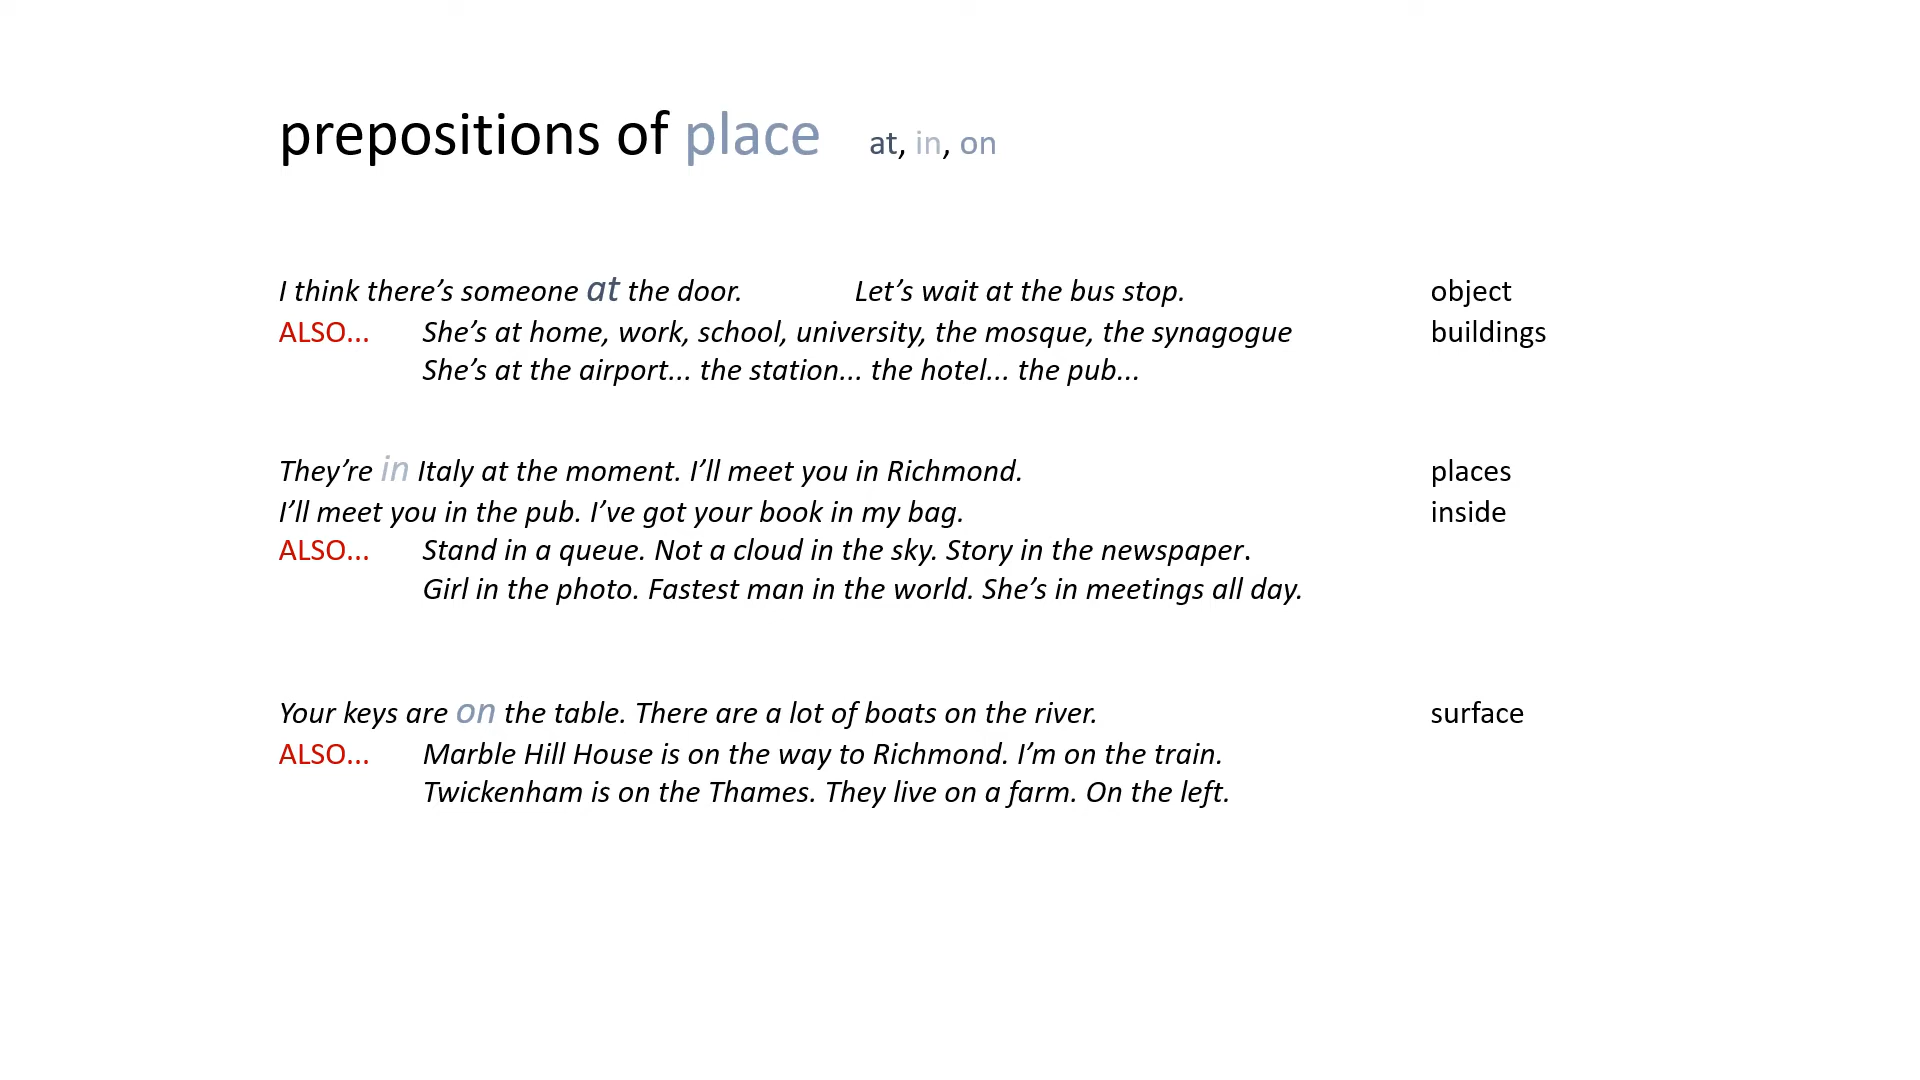 prepositions of place at, in, on
I think there’s someone at the door. Let’s wait at the bus stop. object
ALSO... She’s at home, work, school, university, the mosque, the synagogue buildings
She’s at the airport... the station... the hotel... the pub...
They’re in Italy at the moment. I’ll meet you in Richmond. places
I’ll meet you in the pub. I’ve got your book in my bag. inside
ALSO... Stand in a queue. Not a cloud in the sky. Story in the newspaper.
Girl in the photo. Fastest man in the world. She’s in meetings all day.
Your keys are on the table. There are a lot of boats on the river. surface
ALSO... Marble Hill House is on the way to Richmond. I’m on the train.
Twickenham is on the Thames. They live on a farm. On the left.